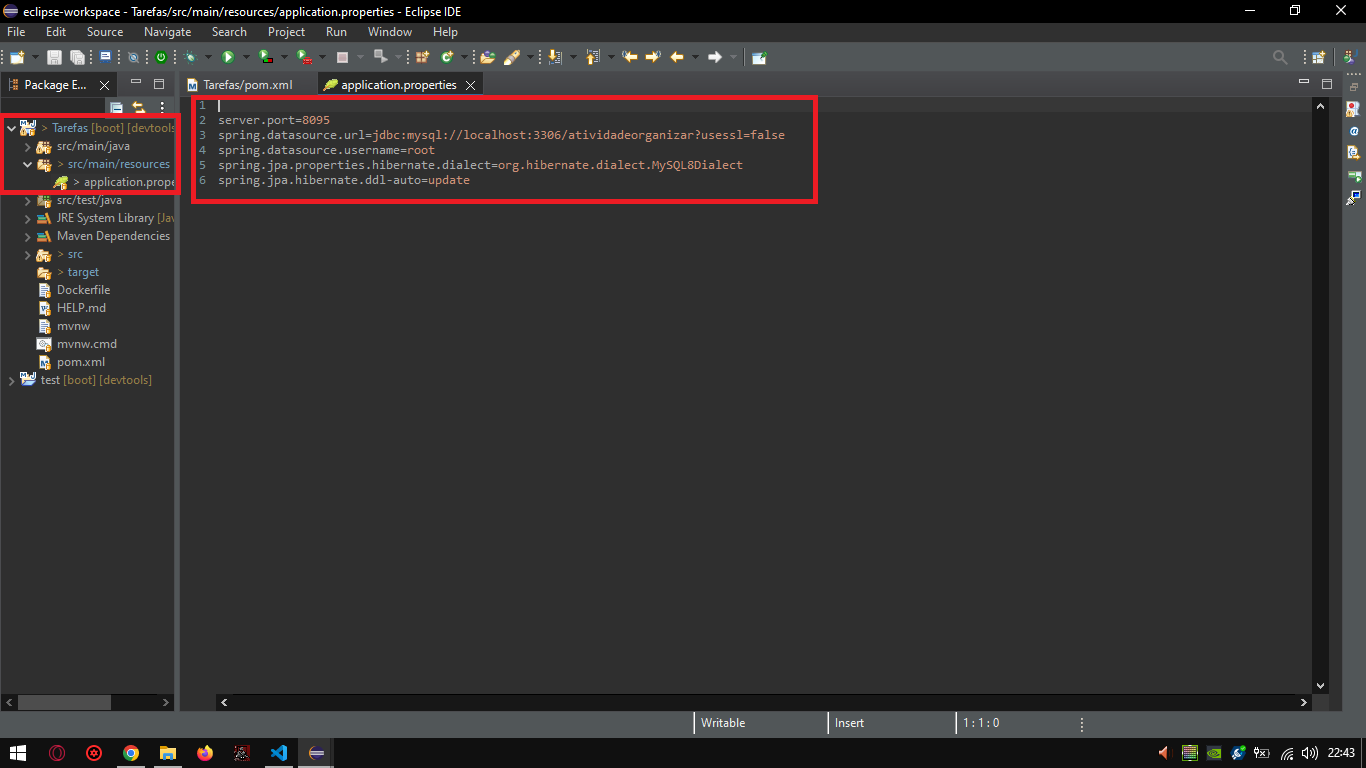 eclipse-workspace - Tarefas/src/main/resources/application.properties - Eclipse IDE
File Edit Source Navigate Search Project Run Window Help
Package E...
Tarefas/pom.xml
application.properties
> Tarefas [boot] [devtools
src/main/java
> src/main/resources
> application.prope
src/test/java
JRE System Library [Jav
Maven Dependencies
> src
> target
Dockerfile
HELP.md
mvnw
mvnw.cmd
pom.xml
test [boot] [devtools]
1
2 server.port=8095
3 spring.datasource.url=jdbc:mysql://localhost:3306/atividadeorganizar?usessl=false
4 spring.datasource.username=root
5 spring.jpa.properties.hibernate.dialect=org.hibernate.dialect.MySQL8Dialect
6 spring.jpa.hibernate.ddl-auto=update
Writable
Insert
1 : 1 : 0
22:43